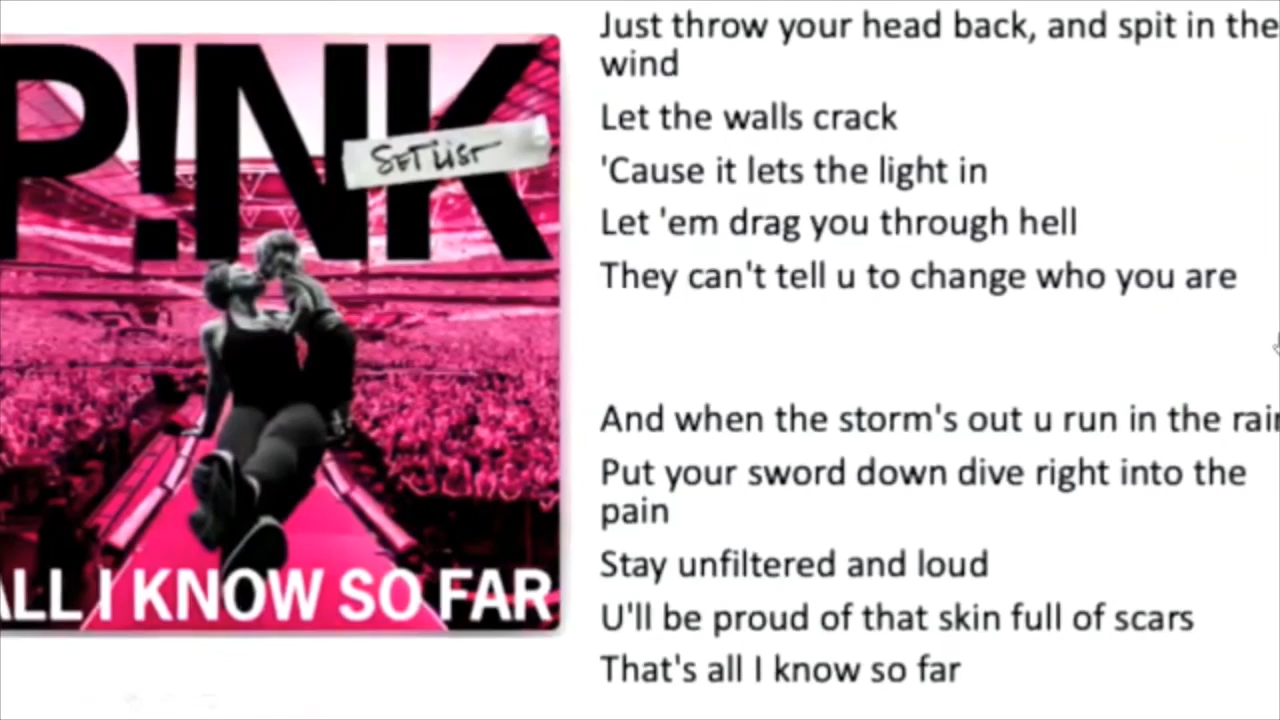 P!NK
SET LIST
ALL I KNOW SO FAR
Just throw your head back, and spit in the
wind
Let the walls crack
'Cause it lets the light in
Let 'em drag you through hell
They can't tell u to change who you are
And when the storm's out u run in the rain
Put your sword down dive right into the
pain
Stay unfiltered and loud
U'll be proud of that skin full of scars
That's all I know so far